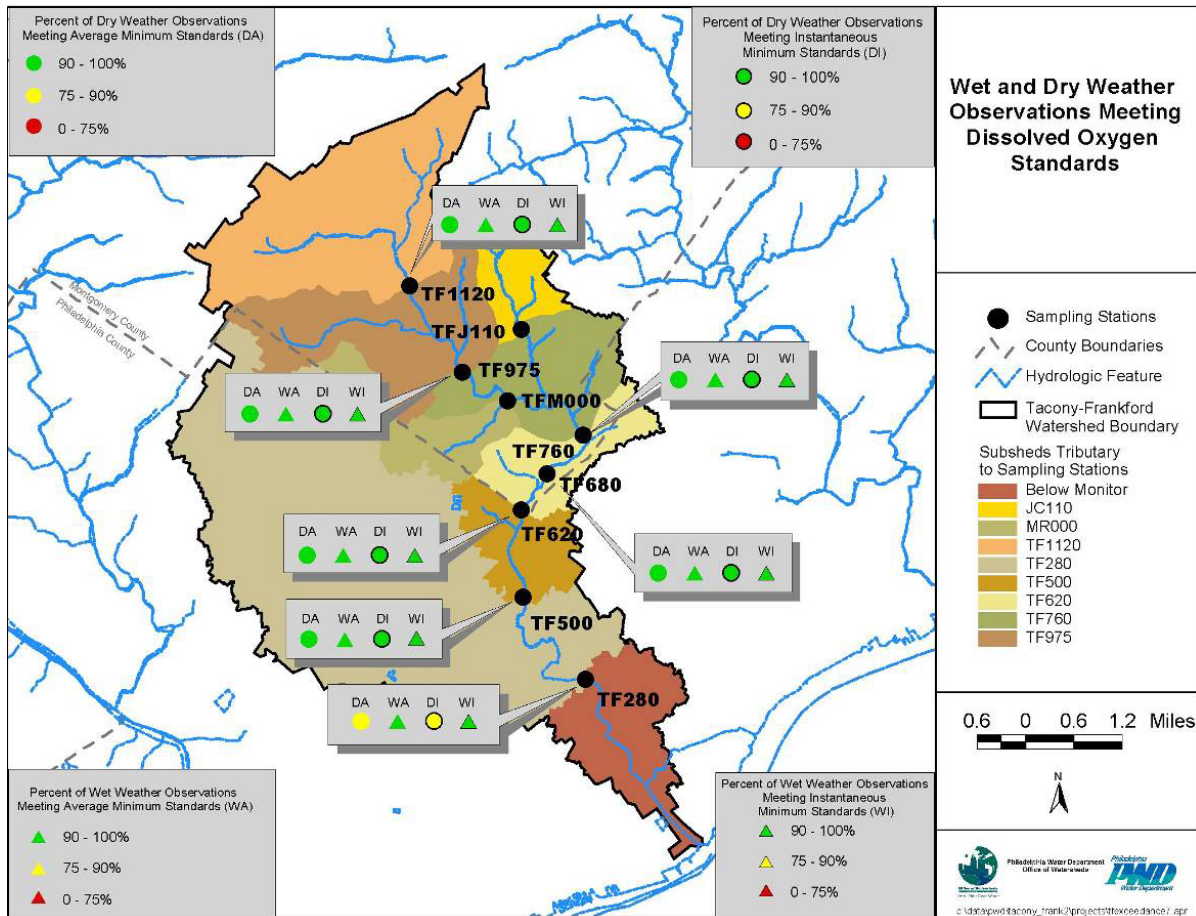 Percent of Dry Weather Observations
Meeting Average Minimum Standards (DA)
90 - 100%
75 - 90%
0 - 75%
Percent of Dry Weather Observations
Meeting Instantaneous
Minimum Standards (DI)
90 - 100%
75 - 90%
0 - 75%
Wet and Dry Weather
Observations Meeting
Dissolved Oxygen
Standards
DA WA DI WI
TF1120
Montgomery County
Philadelphia County
TFJ110
TF975
DA WA DI WI
DA WA DI WI
TFM000
TF760
TF680
TF620
DA WA DI WI
DA WA DI WI
DA WA DI WI
TF500
TF280
DA WA DI WI
Sampling Stations
County Boundaries
Hydrologic Feature
Tacony-Frankford
Watershed Boundary
Subsheds Tributary
to Sampling Stations
Below Monitor
JC110
MR000
TF1120
TF280
TF500
TF620
TF760
TF975
0.6 0 0.6 1.2 Miles
N
Percent of Wet Weather Observations
Meeting Average Minimum Standards (WA)
90 - 100%
75 - 90%
0 - 75%
Percent of Wet Weather Observations
Meeting Instantaneous
Minimum Standards (WI)
90 - 100%
75 - 90%
0 - 75%
Philadelphia Water Department
Office of Watersheds
Philadelphia
PWD
Water Department